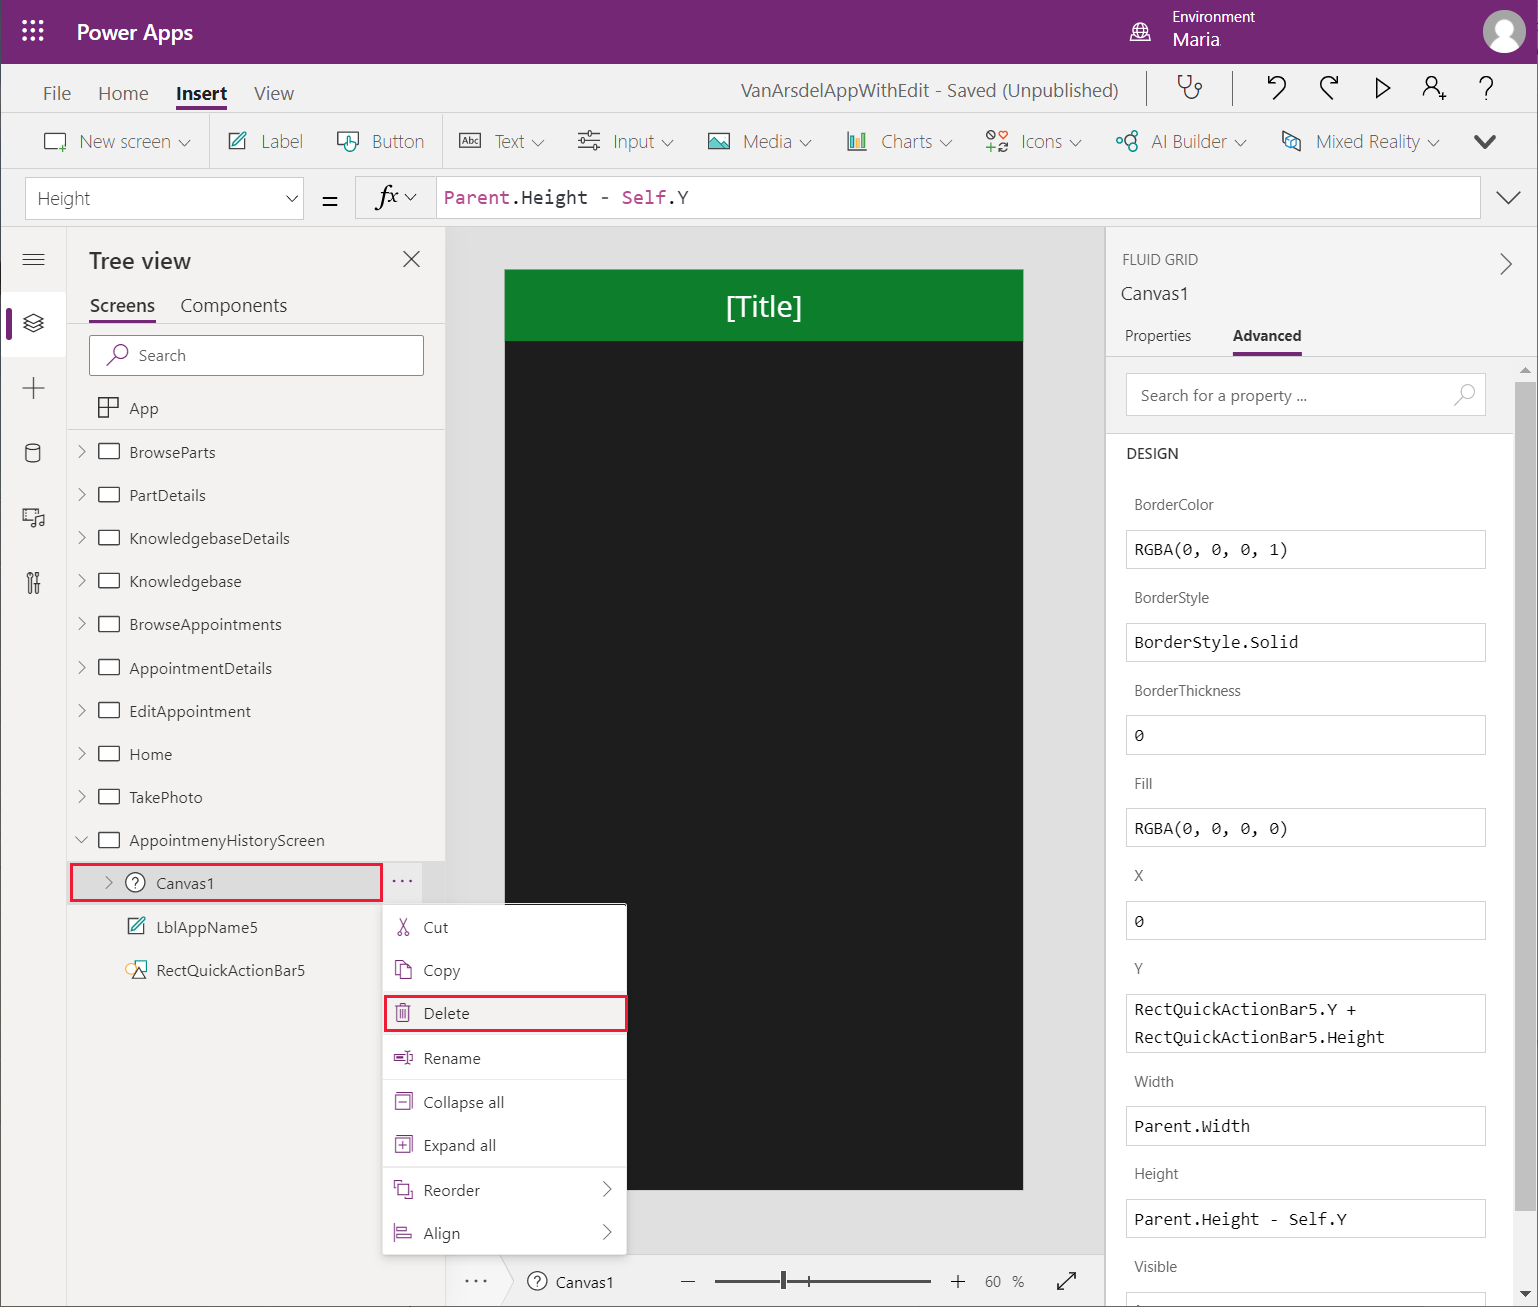 Power Apps
Environment
Maria
File
Home
Insert
View
VanArsdelAppWithEdit - Saved (Unpublished)
New screen
Label
Button
Abc
Text
Input
Media
Charts
Icons
AI Builder
Mixed Reality
Height
=
fx
Parent.Height - Self.Y
Tree view
Screens
Components
Search
App
BrowseParts
PartDetails
KnowledgebaseDetails
Knowledgebase
BrowseAppointments
AppointmentDetails
EditAppointment
Home
TakePhoto
AppointmenyHistoryScreen
Canvas1
LblAppName5
RectQuickActionBar5
Cut
Copy
Delete
Rename
Collapse all
Expand all
Reorder
Align
[Title]
Canvas1
60 %
FLUID GRID
Canvas1
Properties
Advanced
Search for a property ...
DESIGN
BorderColor
RGBA(0, 0, 0, 1)
BorderStyle
BorderStyle.Solid
BorderThickness
0
Fill
RGBA(0, 0, 0, 0)
X
0
Y
RectQuickActionBar5.Y +
RectQuickActionBar5.Height
Width
Parent.Width
Height
Parent.Height - Self.Y
Visible